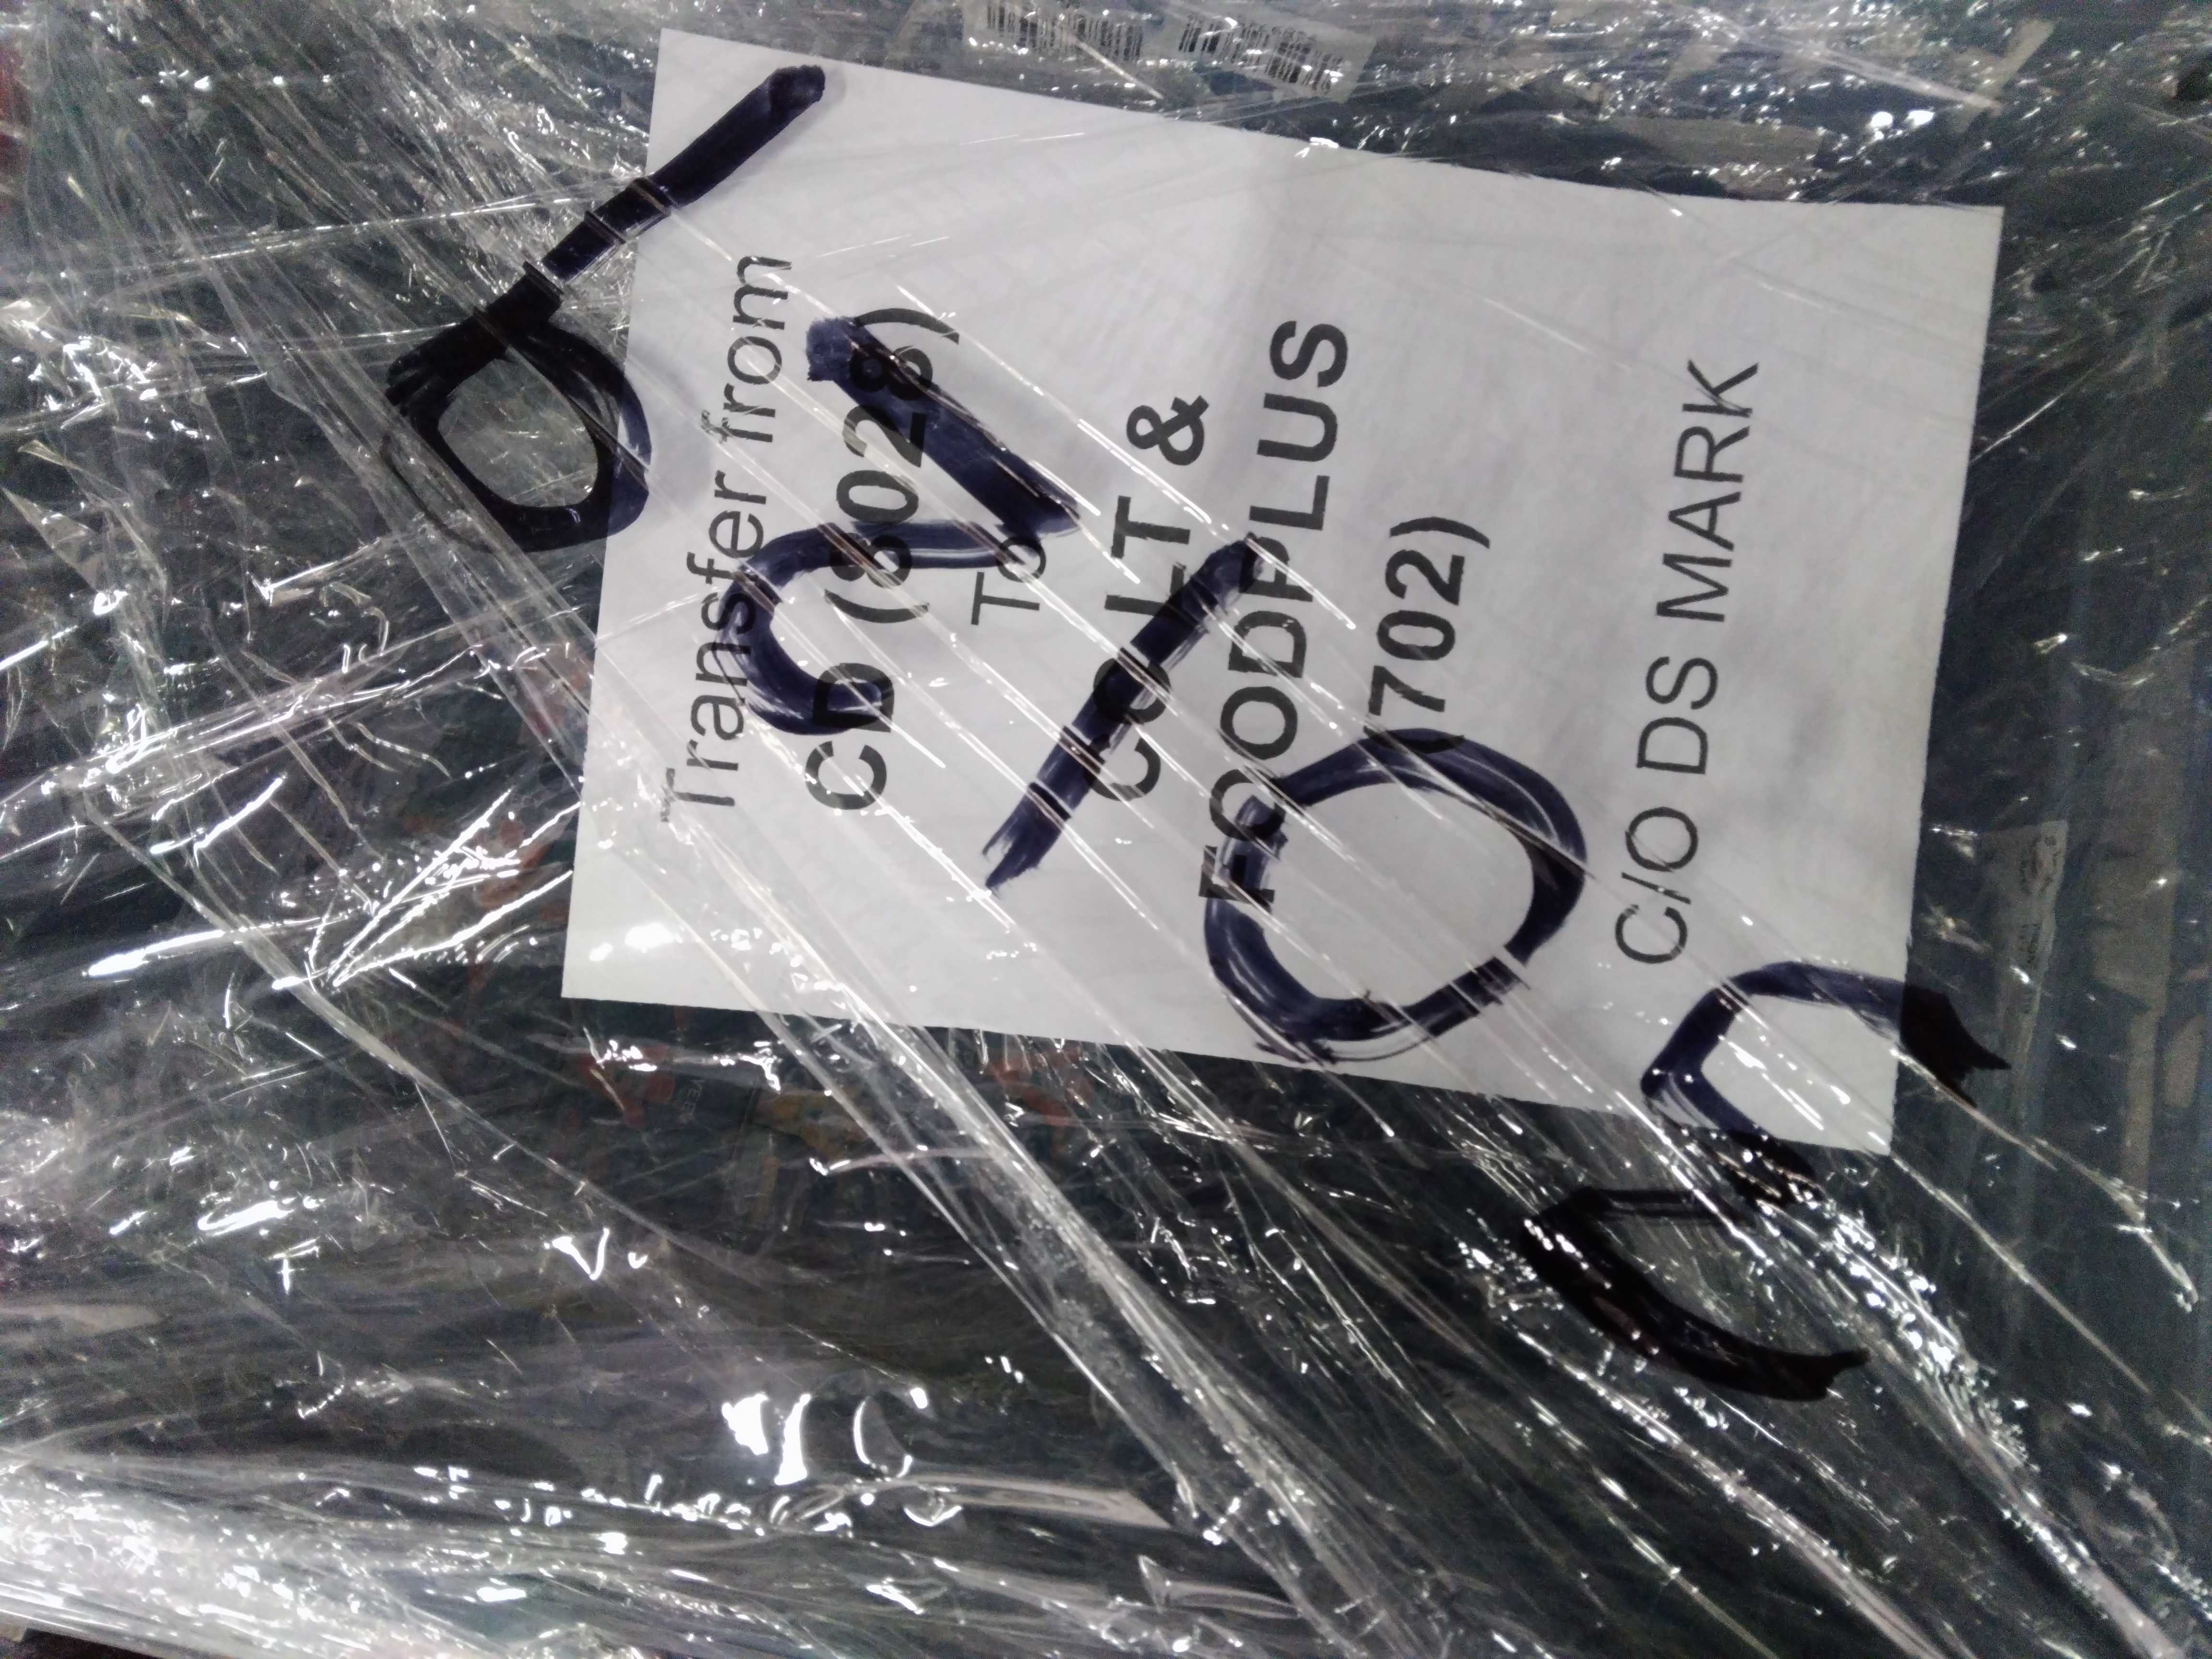 Transfer from
CD (8028)
TO
COLT &
FOODPLUS
(702)
C/O DS MARK